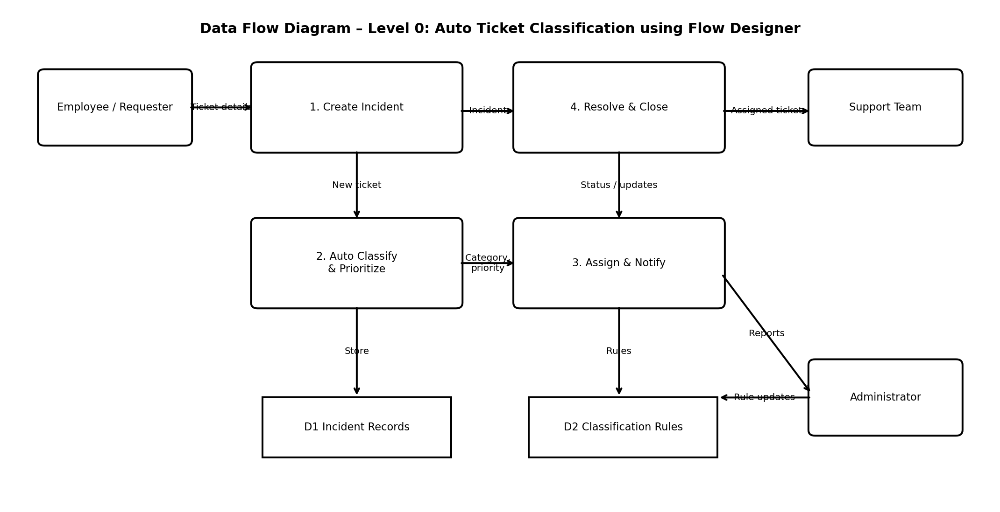 Data Flow Diagram – Level 0: Auto Ticket Classification using Flow Designer
Employee / Requester
Ticket details
1. Create Incident
Incident
4. Resolve & Close
Assigned ticket
Support Team
New ticket
Status / updates
2. Auto Classify
& Prioritize
Category,
priority
3. Assign & Notify
Reports
Store
Rules
Rule updates
Administrator
D1 Incident Records
D2 Classification Rules